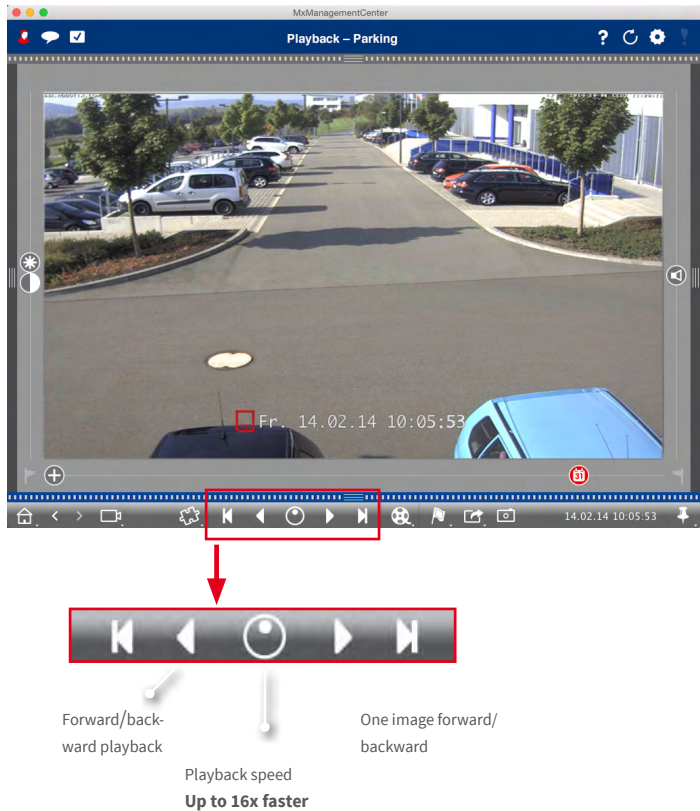 MxManagementCenter
Playback – Parking
?
!
Fr. 14.02.14 10:05:53
31
14.02.14 10:05:53
Forward/back-
ward playback
One image forward/
backward
Playback speed
Up to 16x faster